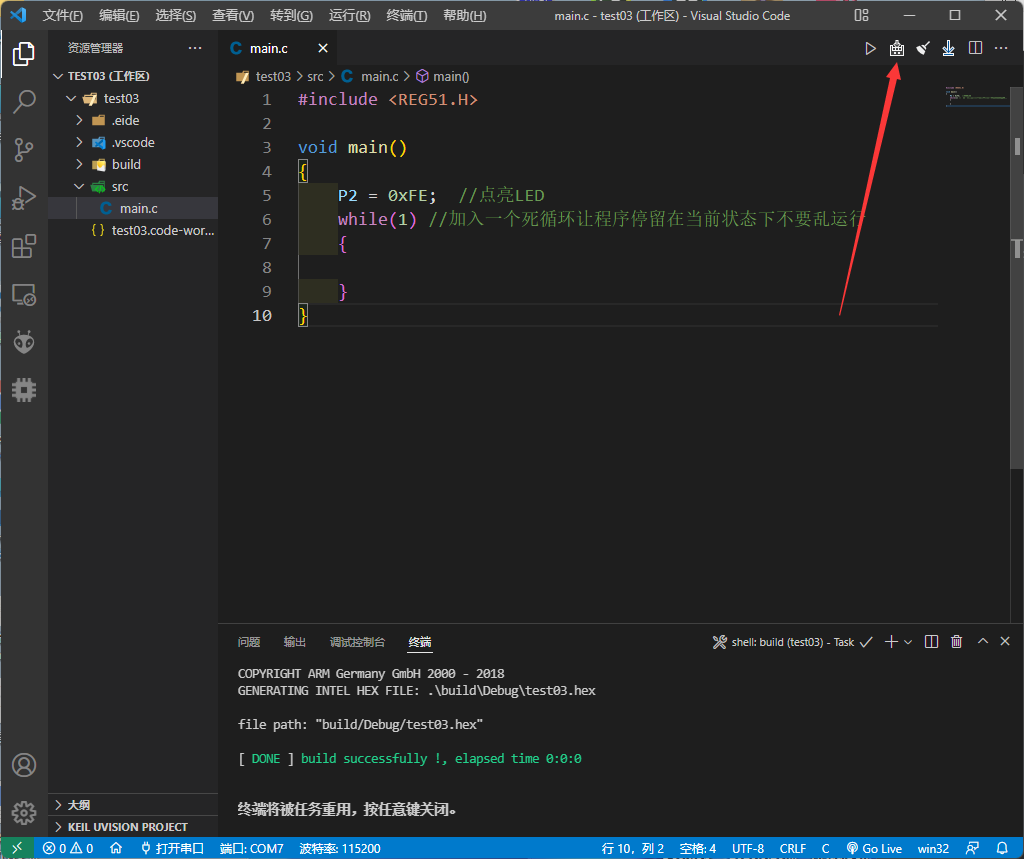 文件(F) 编辑(E) 选择(S) 查看(V) 转到(G) 运行(R) 终端(T) 帮助(H) main.c - test03 (工作区) - Visual Studio Code
资源管理器 ···
main.c
TEST03 (工作区)
test03
.eide
.vscode
build
src
main.c
test03.code-wor...
test03 > src > main.c > main()
1 #include <REG51.H>
2
3 void main()
4 {
5 P2 = 0xFE; //点亮LED
6 while(1) //加入一个死循环让程序停留在当前状态下不要乱运行
7 {
8
9 }
10 }
问题 输出 调试控制台 终端 shell: build (test03) - Task
COPYRIGHT ARM Germany GmbH 2000 - 2018
GENERATING INTEL HEX FILE: .\build\Debug\test03.hex
file path: "build/Debug/test03.hex"
[ DONE ] build successfully !, elapsed time 0:0:0
终端将被任务重用，按任意键关闭。
大纲
KEIL UVISION PROJECT
0 0 打开串口 端口: COM7 波特率: 115200 行 10，列 2 空格: 4 UTF-8 CRLF C Go Live win32